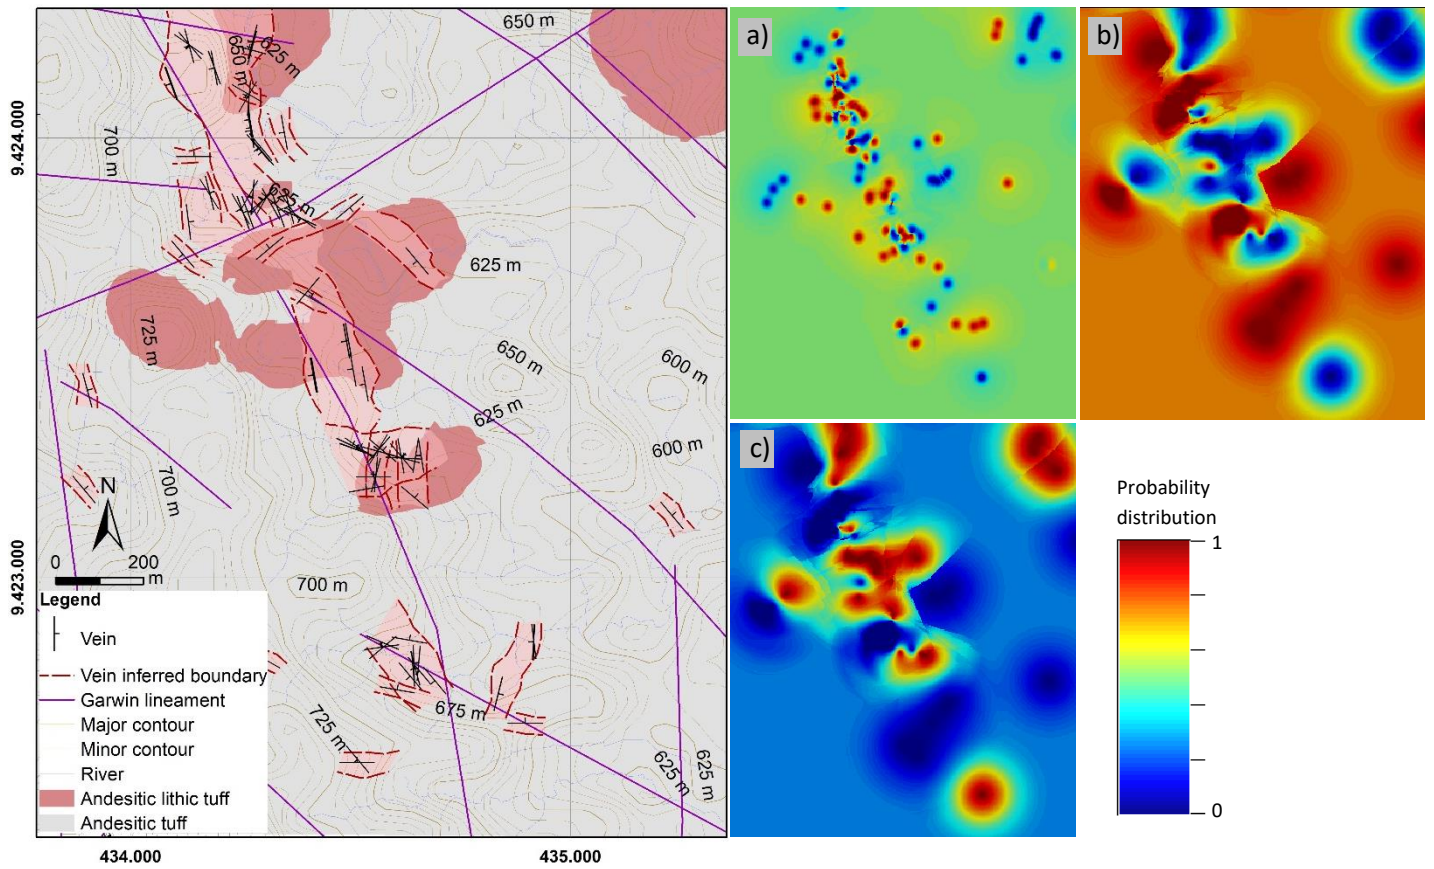 650 m
625 m
650 m
9.424.000
700 m
625 m
625 m
725 m
650 m
600 m
625 m
600 m
700 m
N
0
200
m
9.423.000
700 m
Legend
Vein
Vein inferred boundary
Garwin lineament
Major contour
Minor contour
River
Andesitic lithic tuff
Andesitic tuff
675 m
725 m
625 m
625 m
434.000
435.000
a)
b)
c)
Probability
distribution
1
0